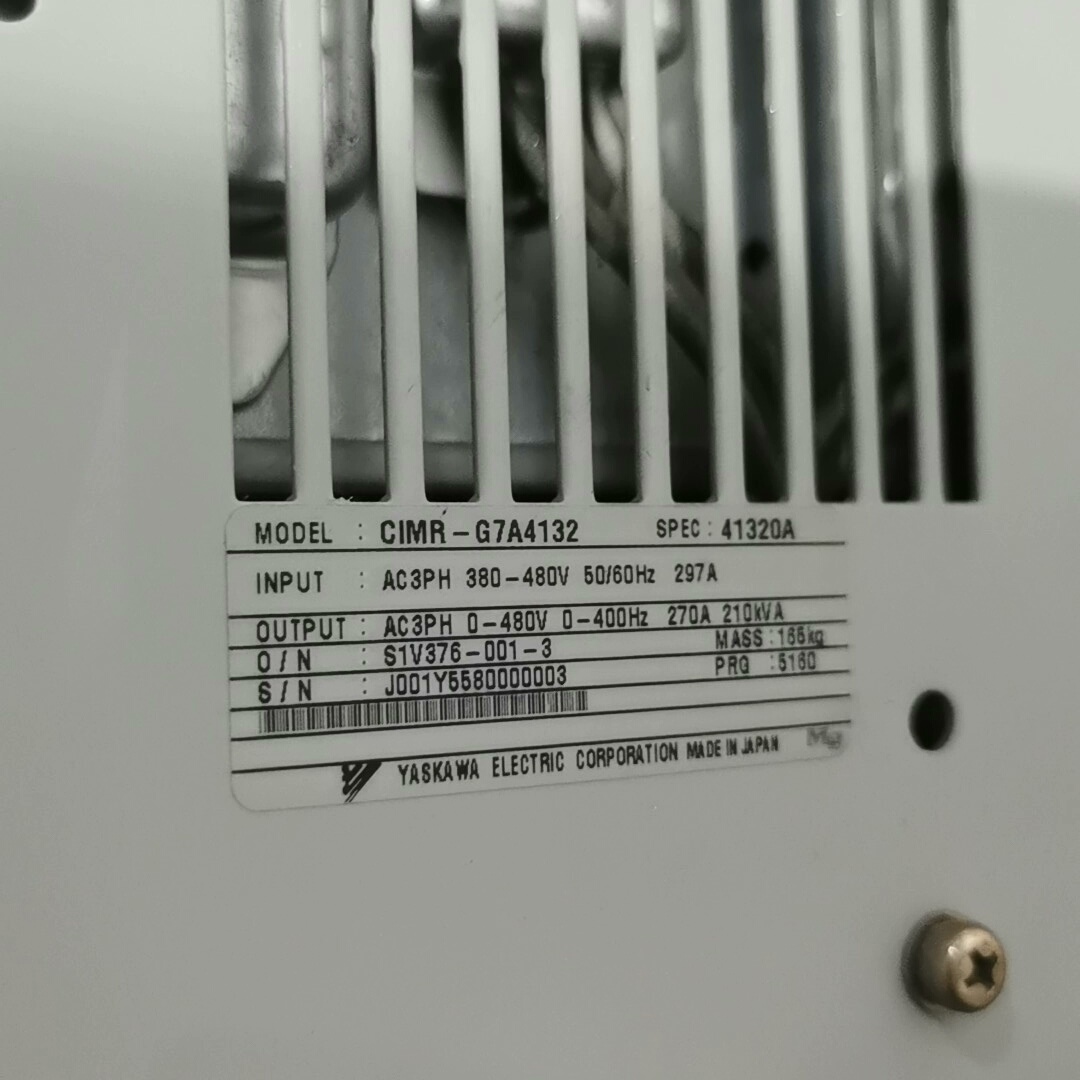 MODEL : CIMR-G7A4132 SPEC : 41320A
INPUT : AC3PH 380-480V 50/60Hz 297A
OUTPUT : AC3PH 0-480V 0-400Hz 270A 210kVA
O/N : S1V376-001-3 MASS : 166kg
S/N : J001Y5580000003 PRG : 5160
YASKAWA ELECTRIC CORPORATION MADE IN JAPAN